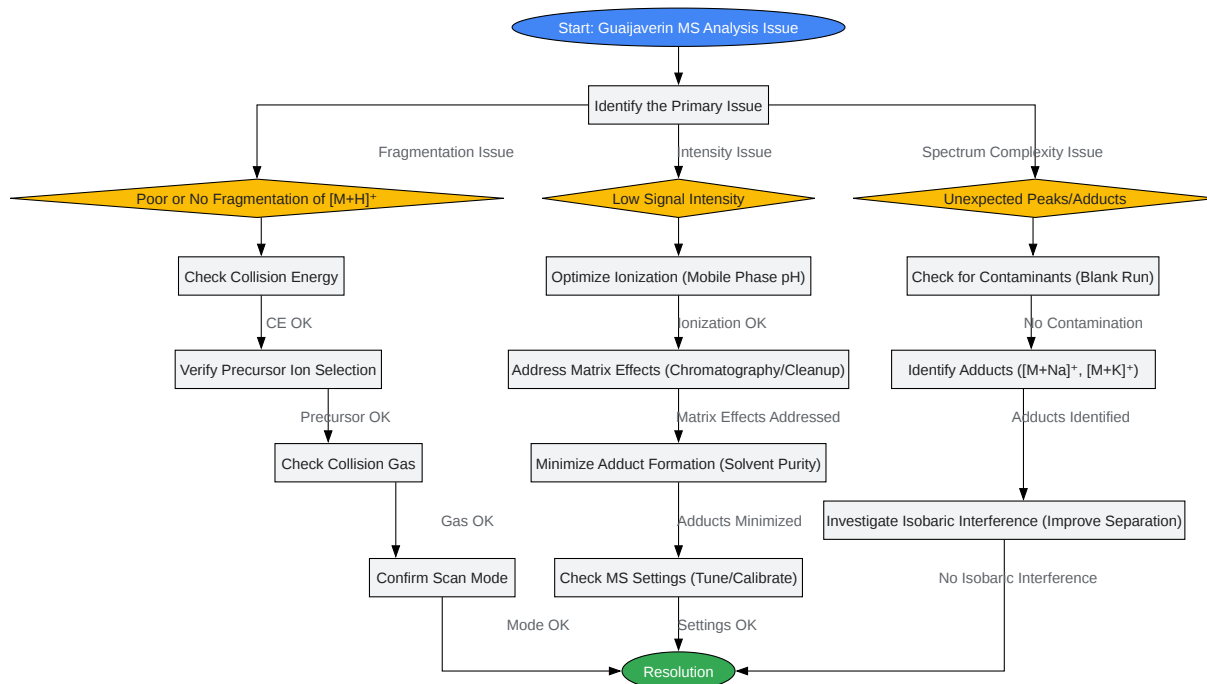 Start: Guaijaverin MS Analysis Issue
Identify the Primary Issue
Fragmentation Issue
Intensity Issue
Spectrum Complexity Issue
Poor or No Fragmentation of [M+H]⁺
Low Signal Intensity
Unexpected Peaks/Adducts
Check Collision Energy
Optimize Ionization (Mobile Phase pH)
Check for Contaminants (Blank Run)
CE OK
Ionization OK
No Contamination
Verify Precursor Ion Selection
Address Matrix Effects (Chromatography/Cleanup)
Identify Adducts ([M+Na]⁺, [M+K]⁺)
Precursor OK
Matrix Effects Addressed
Adducts Identified
Check Collision Gas
Minimize Adduct Formation (Solvent Purity)
Gas OK
Adducts Minimized
Investigate Isobaric Interference (Improve Separation)
Confirm Scan Mode
Check MS Settings (Tune/Calibrate)
No Isobaric Interference
Mode OK
Settings OK
Resolution